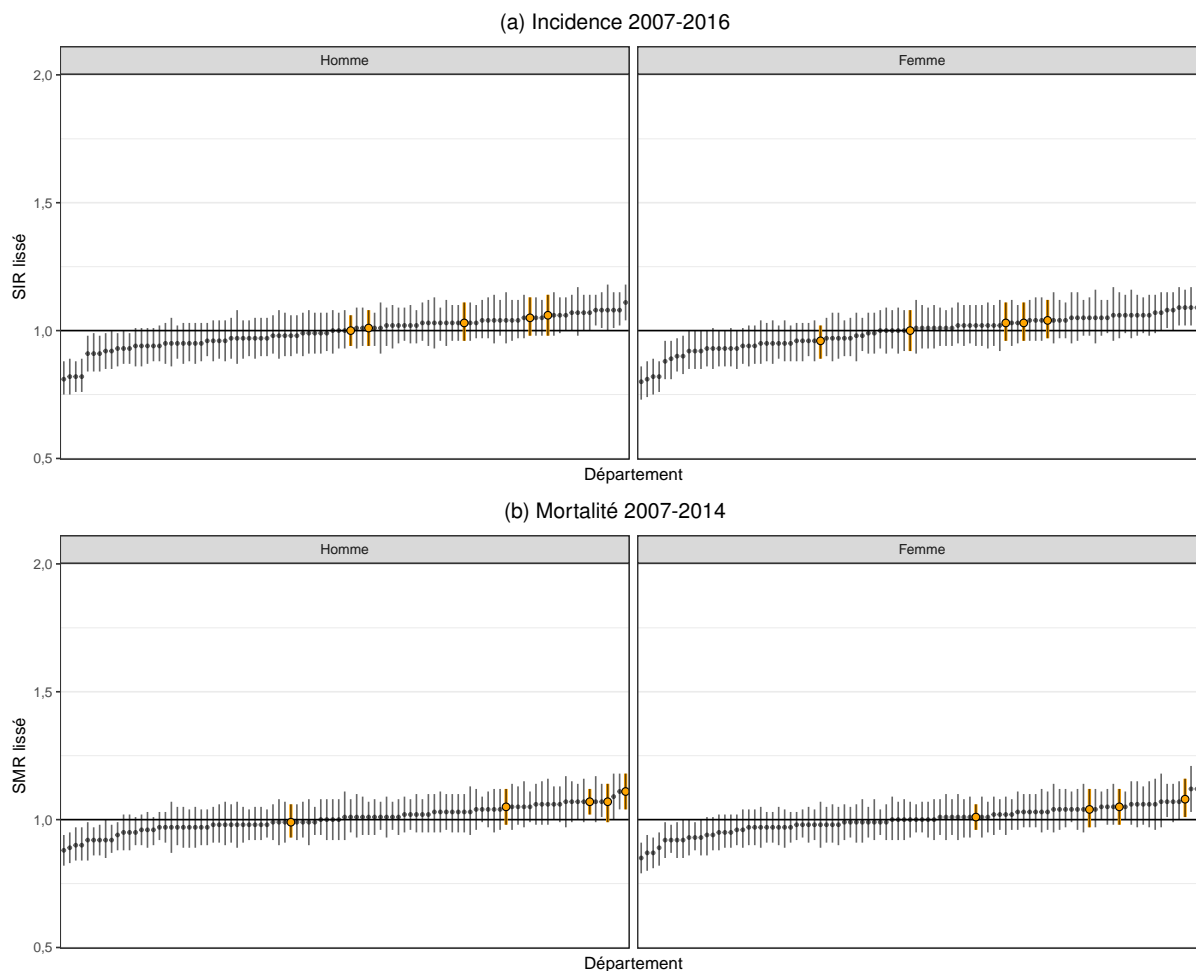 (a) Incidence 2007-2016
Homme
Femme
2,0
1,5
1,0
0,5
SIR lissé
Département
(b) Mortalité 2007-2014
Homme
Femme
2,0
1,5
1,0
0,5
SMR lissé
Département